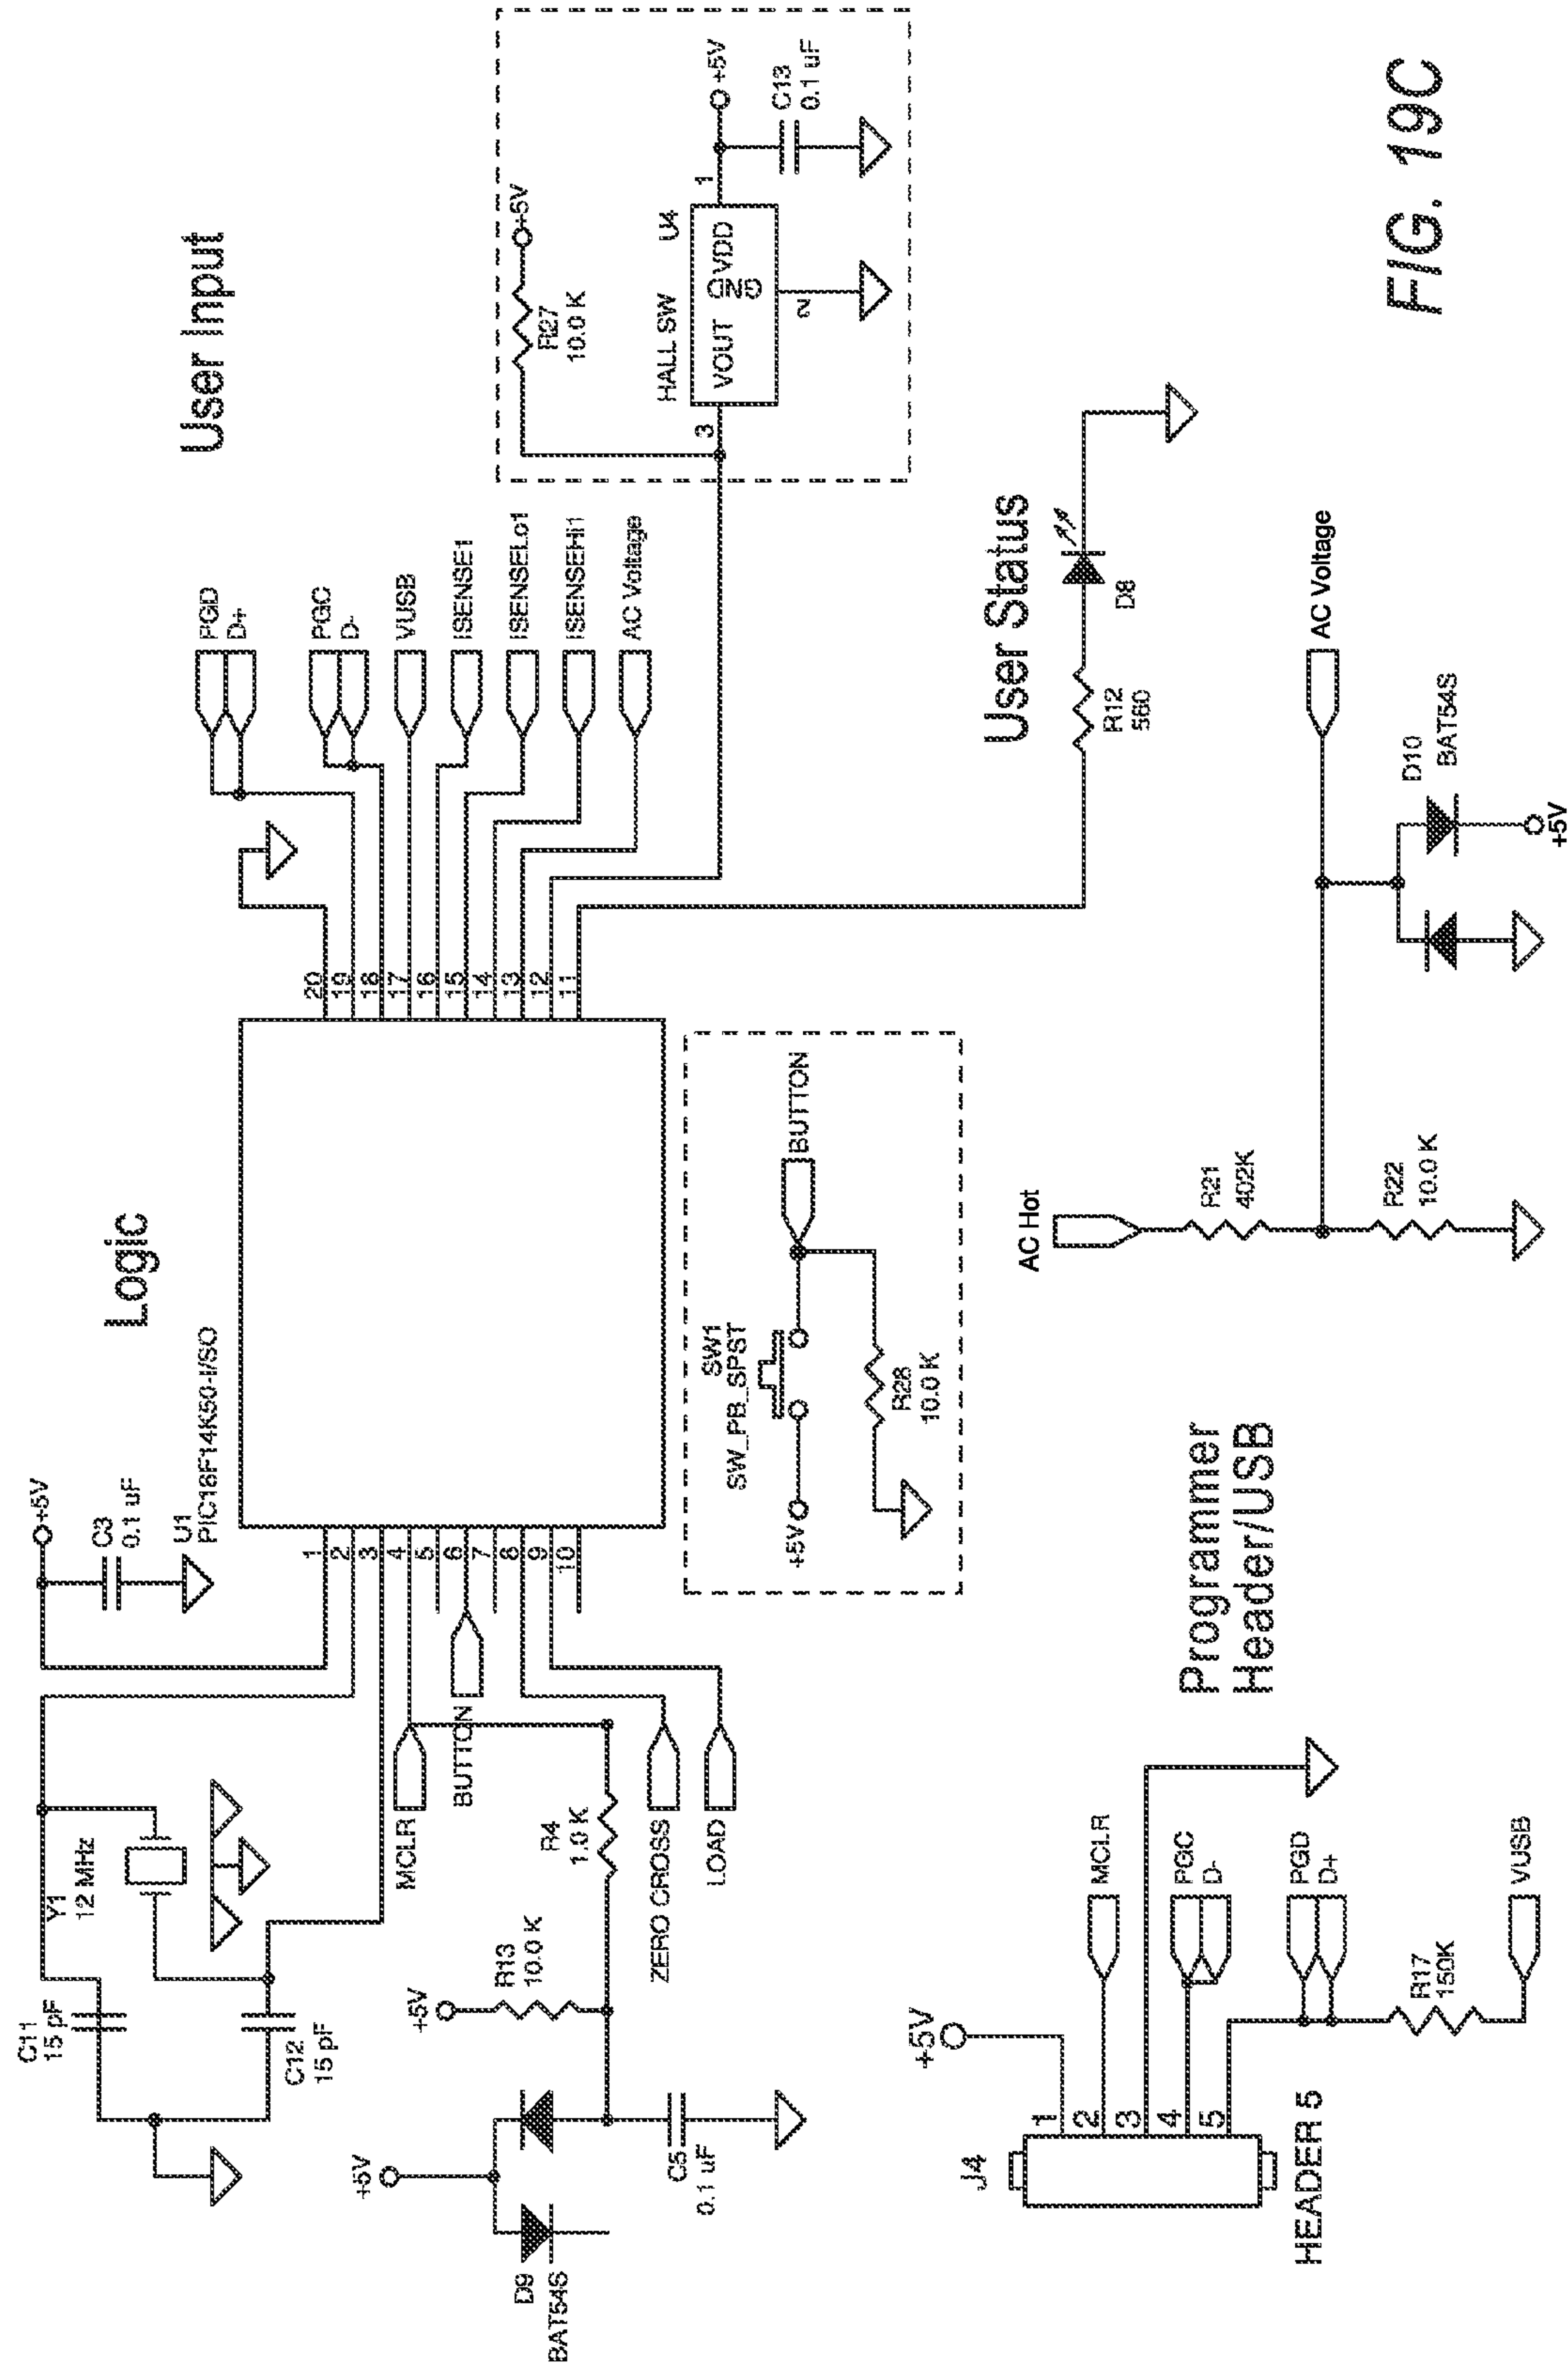 Logic
User Input
+5V
C3
0.1 uF
U1
PIC18F14K50-I/SO
C11
15 pF
Y1
12 MHz
C12
15 pF
1
2
3
4
5
6
7
8
9
10
20
19
18
17
16
15
14
13
12
11
PGD
D+
PGC
D-
VUSB
ISENSE1
ISENSELo1
ISENSEHi1
AC Voltage
+5V
R27
10.0 K
HALL SW
U4
VOUT
GND
VDD
3
2
1
+5V
C13
0.1 uF
MCLR
BUTTON
R4
1.0 K
ZERO CROSS
LOAD
+5V
R13
10.0 K
+5V
D9
BAT54S
C5
0.1 uF
SW1
SW_PB_SPST
+5V
BUTTON
R28
10.0 K
User Status
R12
560
D8
Programmer
Header/USB
J4
HEADER 5
+5V
1
2
3
4
5
MCLR
PGC
D-
PGD
D+
R17
150K
VUSB
AC Hot
R21
402K
R22
10.0 K
AC Voltage
D10
BAT54S
+5V
FIG. 19C